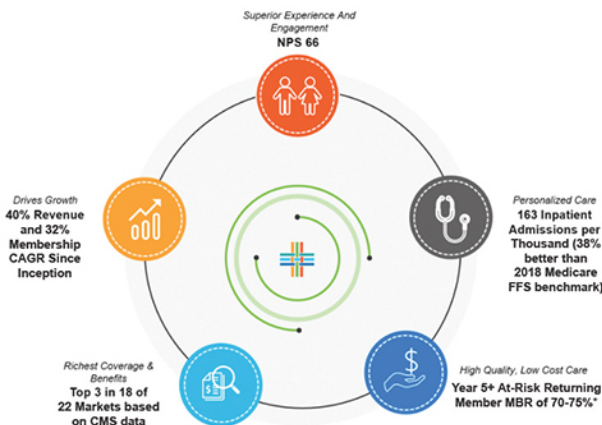 Superior Experience And
Engagement
NPS 66
Personalized Care
163 Inpatient
Admissions per
Thousand (38%
better than
2018 Medicare
FFS benchmark)
High Quality, Low Cost Care
Year 5+ At-Risk Returning
Member MBR of 70-75%*
Richest Coverage &
Benefits
Top 3 in 18 of
22 Markets based
on CMS data
Drives Growth
40% Revenue
and 32%
Membership
CAGR Since
Inception
$
$